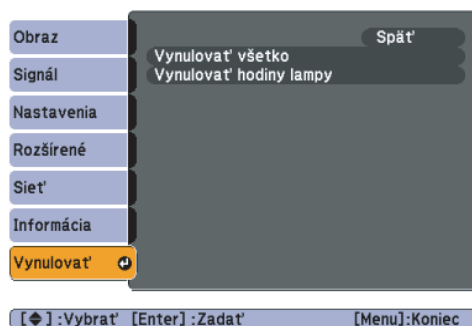 Obraz
Signál
Nastavenia
Rozšírené
Sieť
Informácia
Vynulovať
Späť
Vynulovať všetko
Vynulovať hodiny lampy
[◆]:Vybrať [Enter]:Zadať [Menu]:Koniec